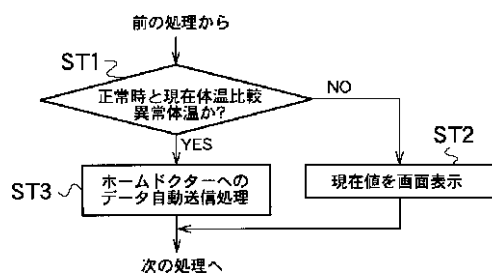 前の処理から
ST1
正常時と現在体温比較
異常体温か?
NO
YES
ST2
ST3
ホームドクターへの
データ自動送信処理
現在値を画面表示
次の処理へ